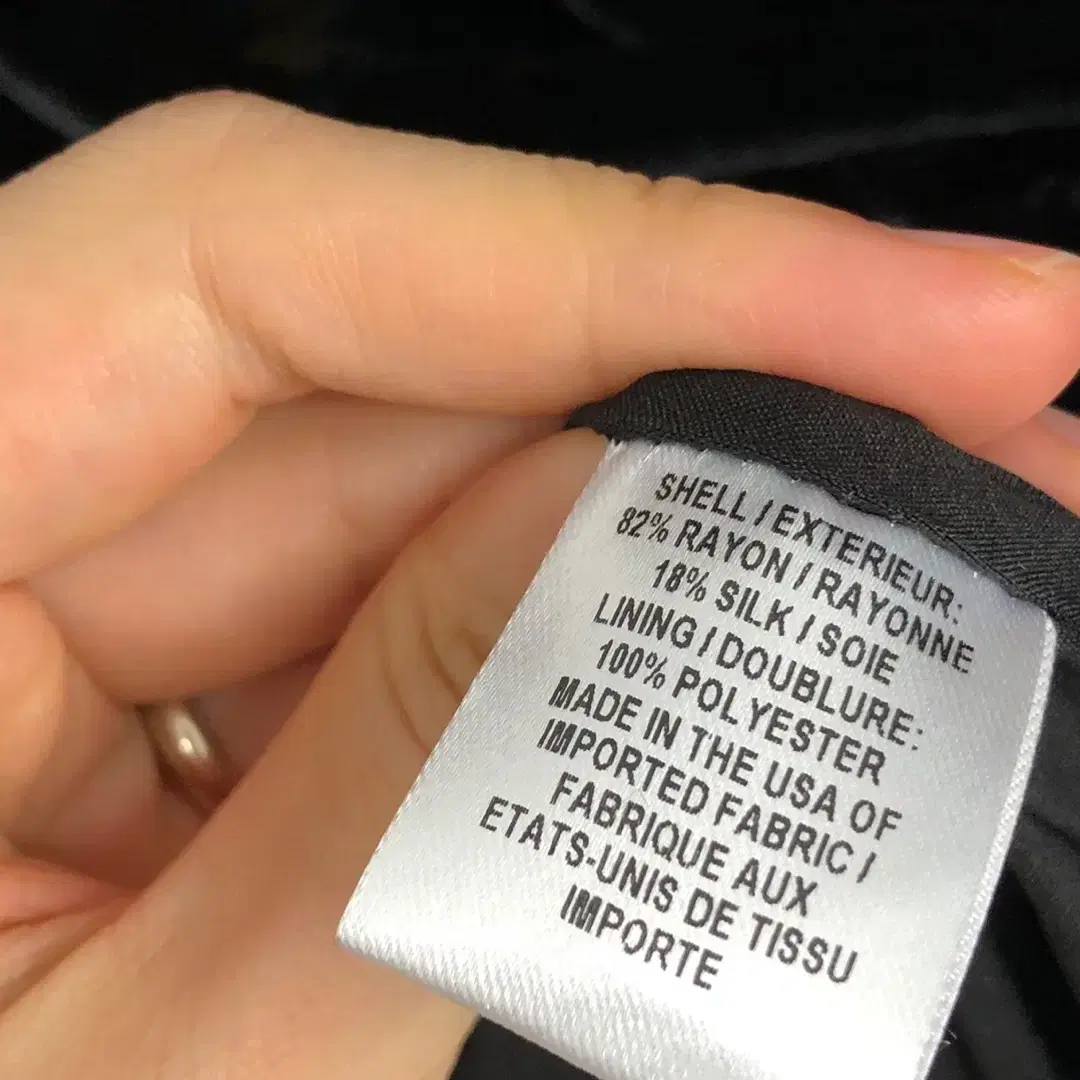 SHELL / EXTERIEUR:
82% RAYON / RAYONNE
18% SILK / SOIE
LINING / DOUBLURE:
100% POLYESTER
MADE IN THE USA OF
IMPORTED FABRIC /
FABRIQUE AUX
ETATS-UNIS DE TISSU
IMPORTE